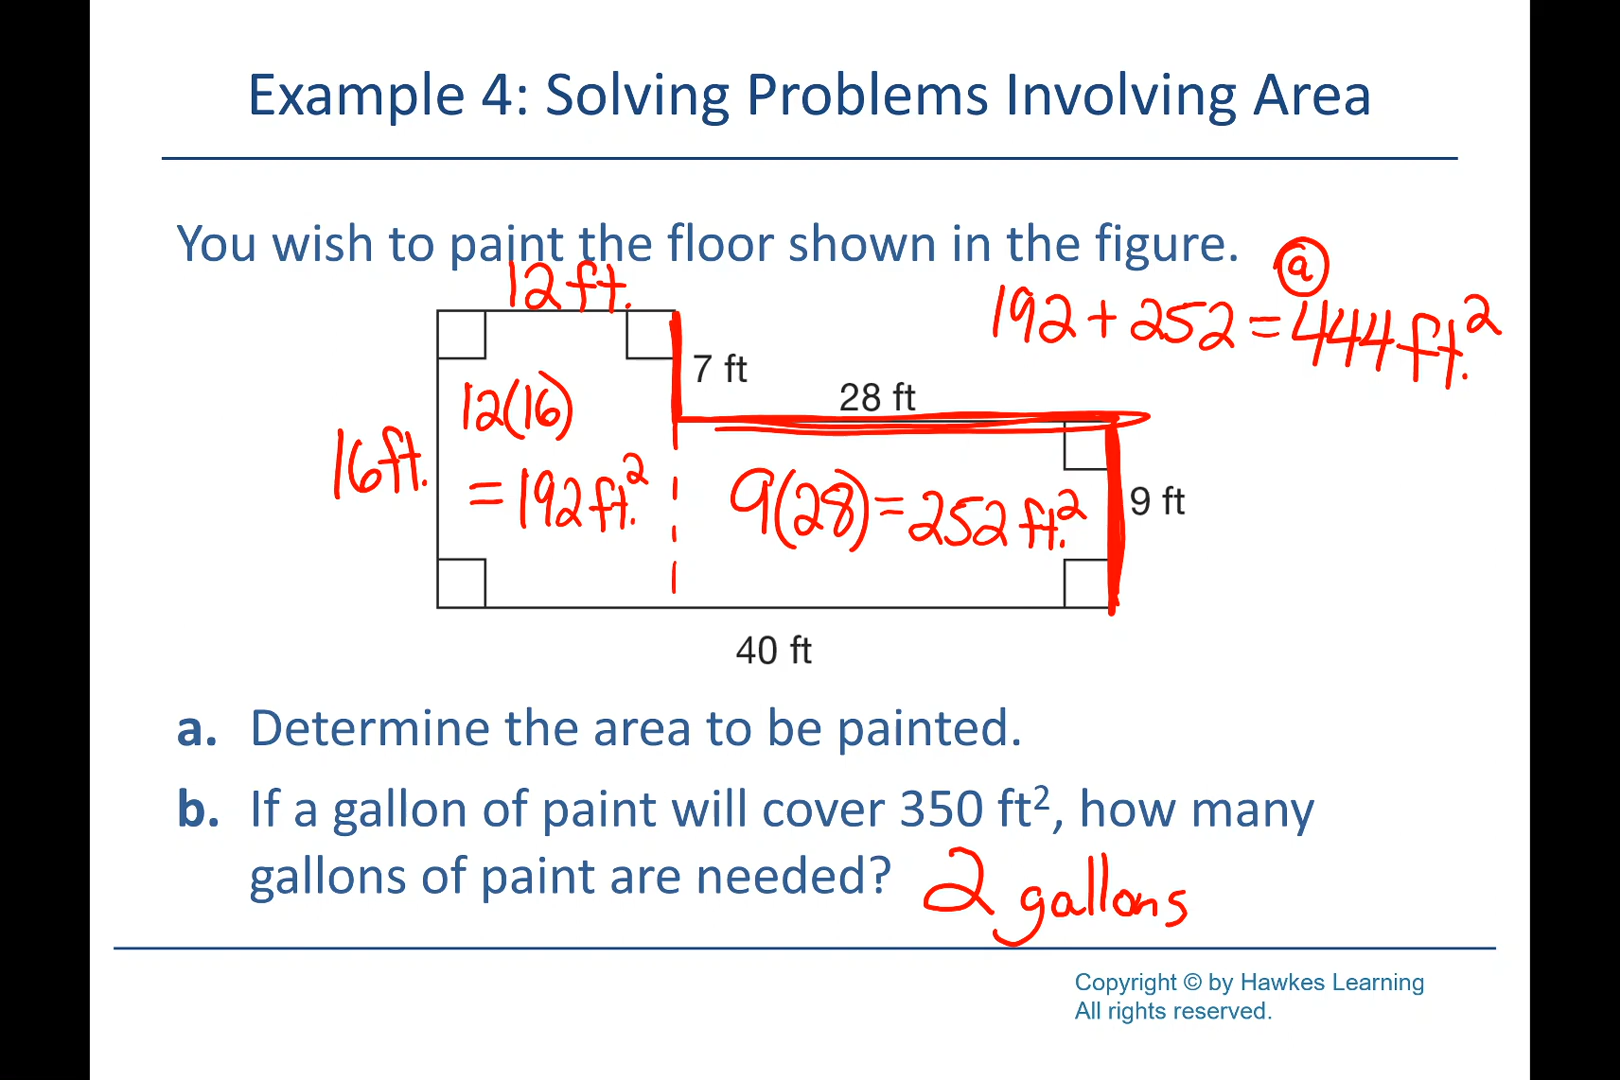 Example 4: Solving Problems Involving Area
You wish to paint the floor shown in the figure.
12 ft.
ⓐ
192 + 252 = 444 ft.²
7 ft
28 ft
12(16)
16 ft.
= 192 ft.²
9(28) = 252 ft.²
9 ft
40 ft
a. Determine the area to be painted.
b. If a gallon of paint will cover 350 ft², how many
gallons of paint are needed? 2 gallons
Copyright © by Hawkes Learning
All rights reserved.